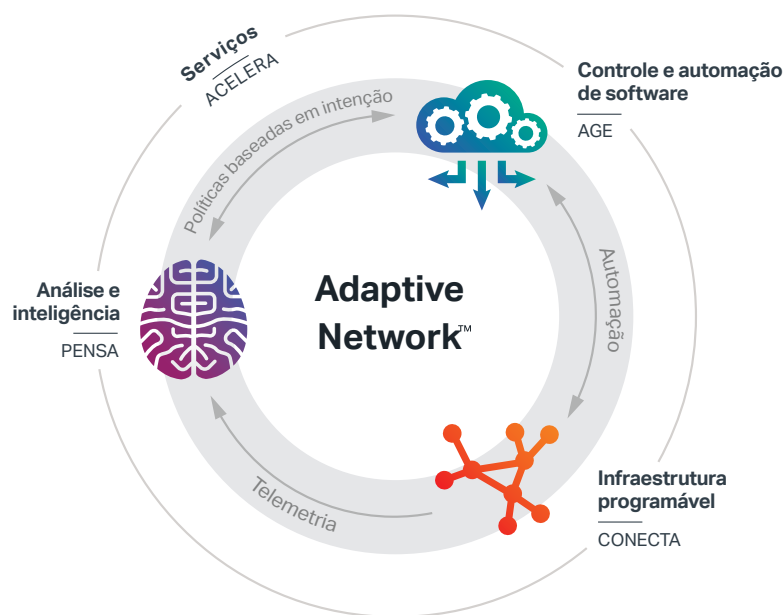 Serviços
ACELERA
Controle e automação
de software
AGE
Políticas baseadas em intenção
Análise e
inteligência
PENSA
Adaptive
Network™
Automação
Telemetria
Infraestrutura
programável
CONECTA